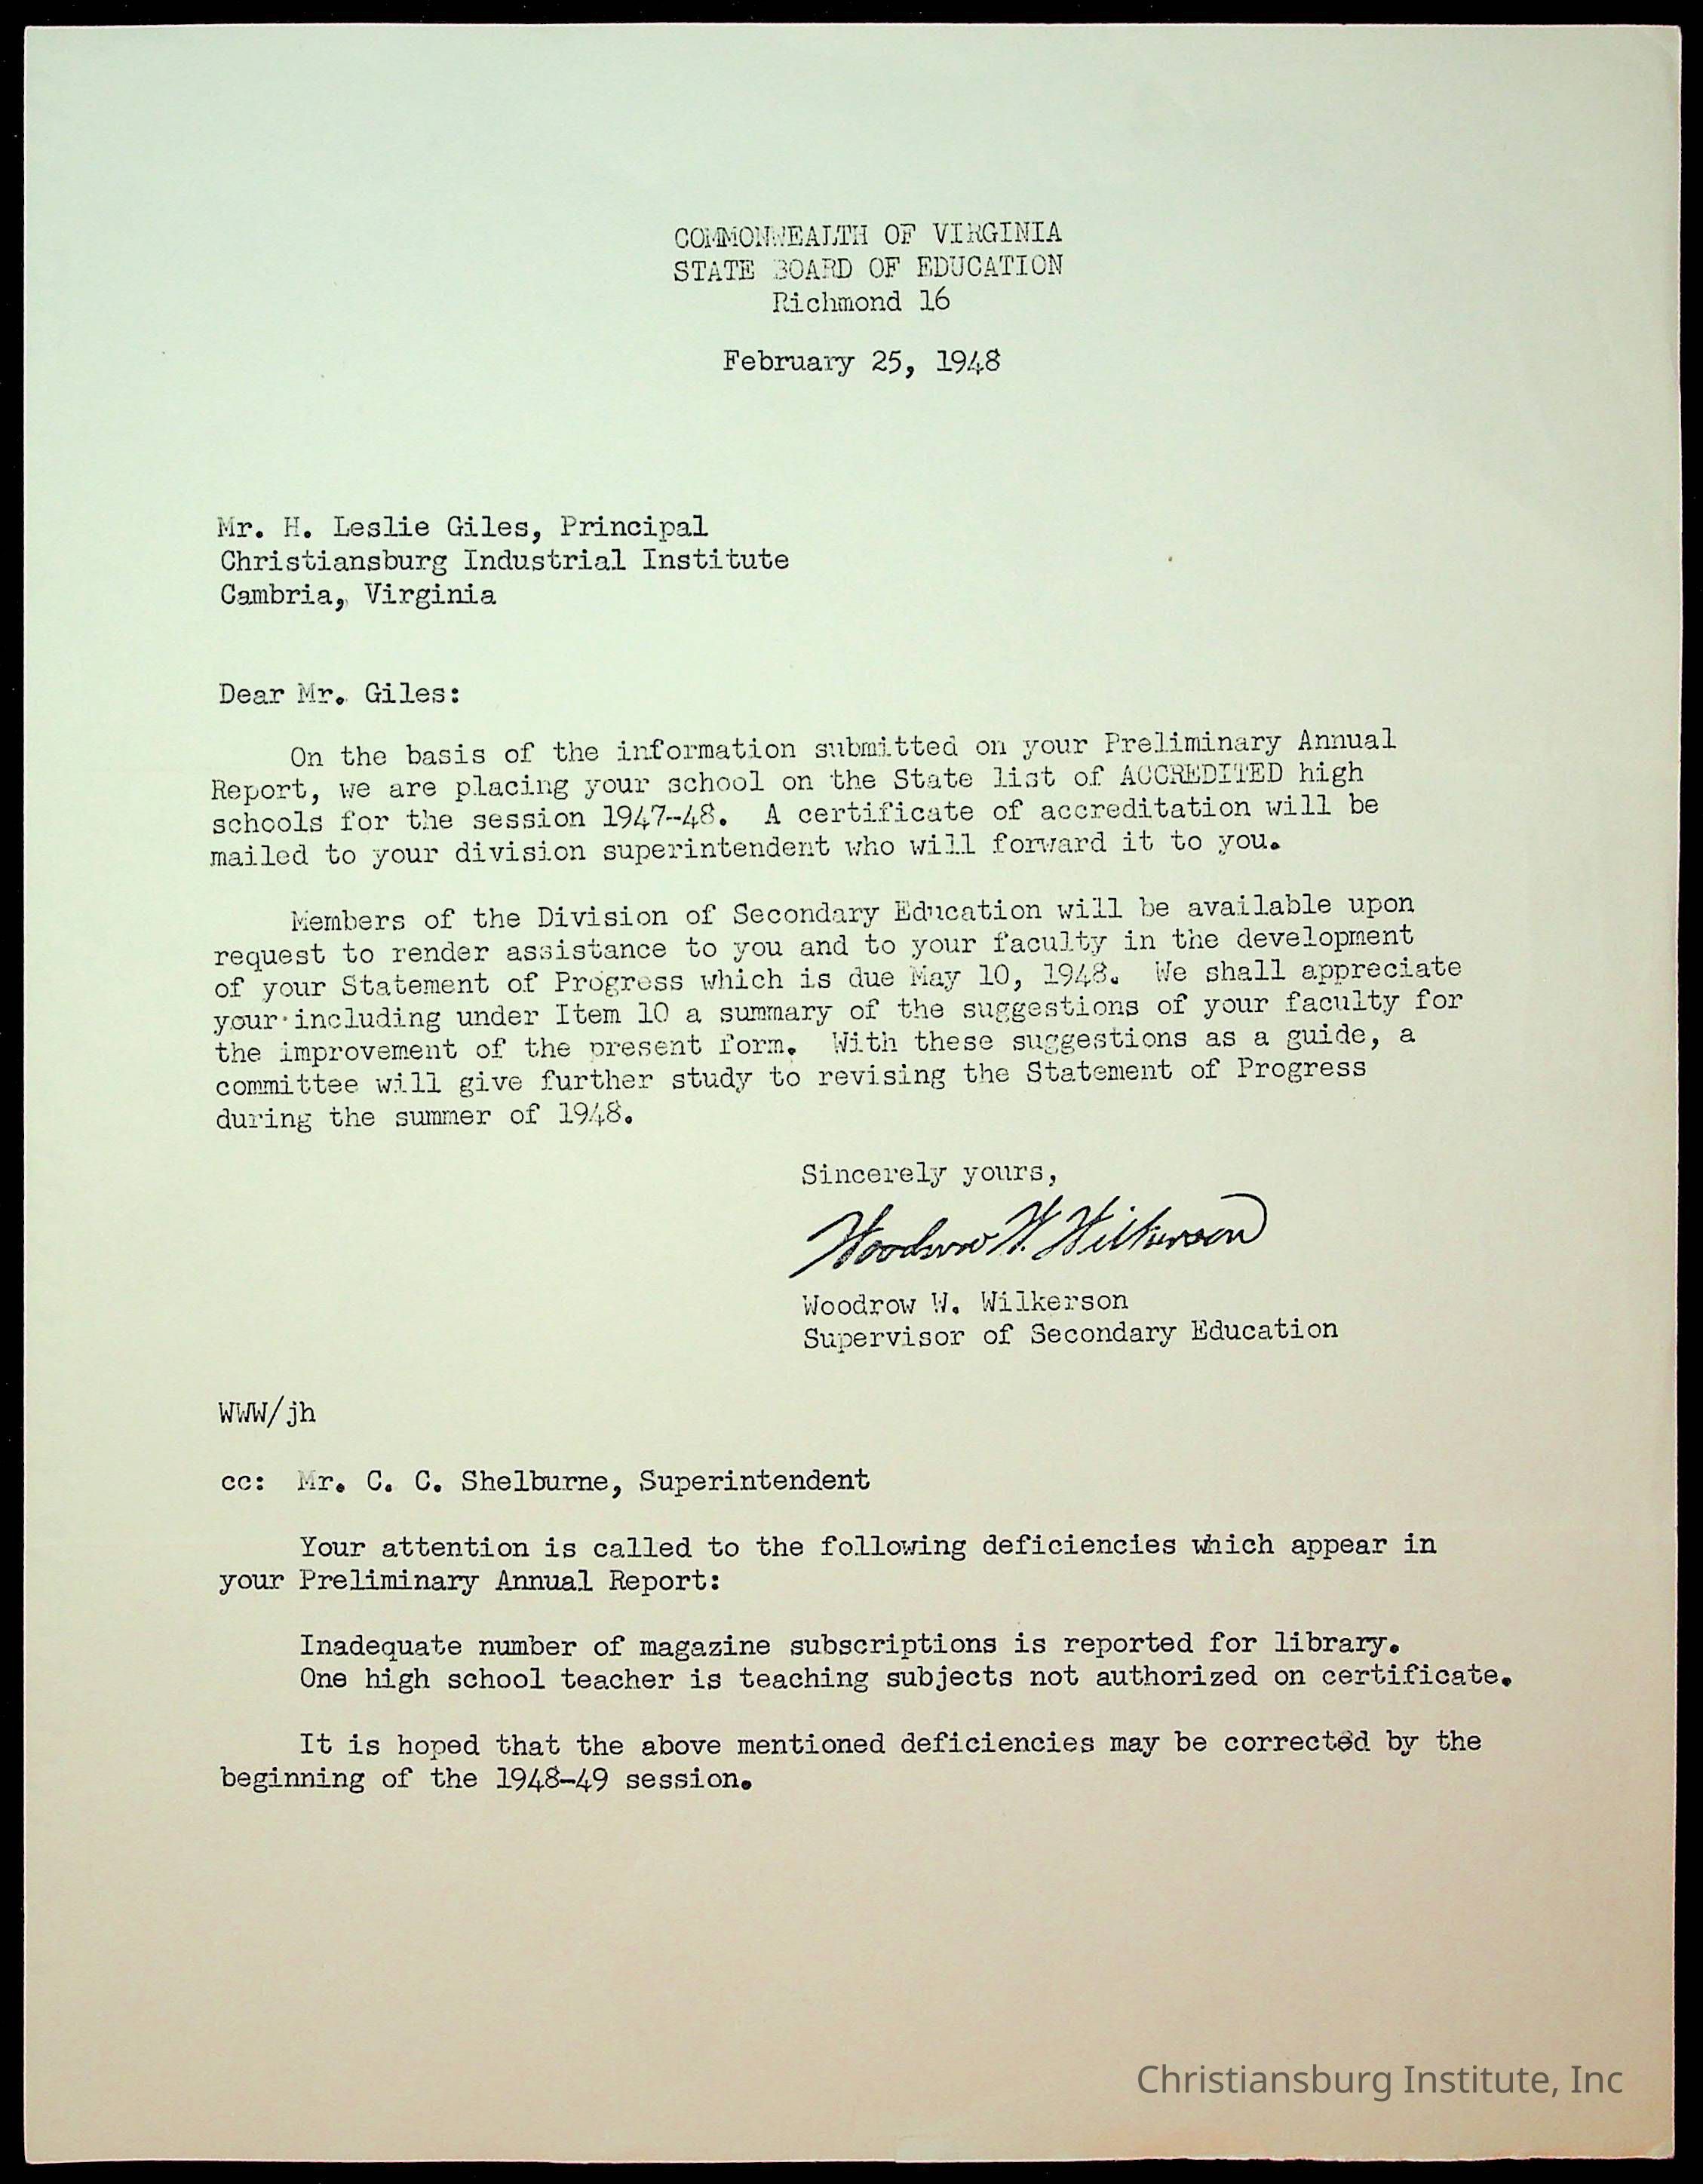 COMMONWEALTH OF VIRGINIA
STATE BOARD OF EDUCATION
Richmond 16
February 25, 1948
Mr. H. Leslie Giles, Principal
Christiansburg Industrial Institute
Cambria, Virginia
Dear Mr. Giles:
On the basis of the information submitted on your Preliminary Annual
Report, we are placing your school on the State list of ACCREDITED high
schools for the session 1947-48. A certificate of accreditation will be
mailed to your division superintendent who will forward it to you.
Members of the Division of Secondary Education will be available upon
request to render assistance to you and to your faculty in the development
of your Statement of Progress which is due May 10, 1948. We shall appreciate
your including under Item 10 a summary of the suggestions of your faculty for
the improvement of the present form. With these suggestions as a guide, a
committee will give further study to revising the Statement of Progress
during the summer of 1948.
Sincerely yours,
Woodrow W. Wilkerson
Woodrow W. Wilkerson
Supervisor of Secondary Education
WWW/jh
cc: Mr. C. C. Shelburne, Superintendent
Your attention is called to the following deficiencies which appear in
your Preliminary Annual Report:
Inadequate number of magazine subscriptions is reported for library.
One high school teacher is teaching subjects not authorized on certificate.
It is hoped that the above mentioned deficiencies may be corrected by the
beginning of the 1948-49 session.
Christiansburg Institute, Inc